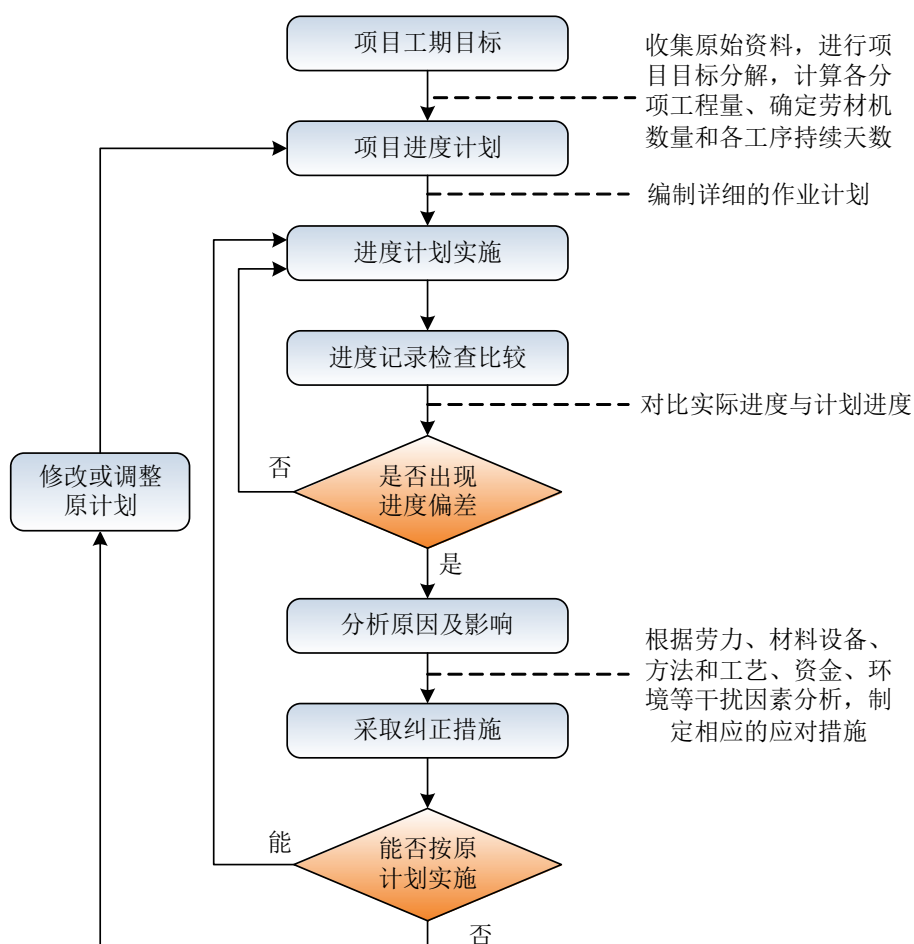 项目工期目标
收集原始资料，进行项
目目标分解，计算各分
项工程量、确定劳材机
数量和各工序持续天数
项目进度计划
编制详细的作业计划
进度计划实施
进度记录检查比较
对比实际进度与计划进度
修改或调整
原计划
否
是否出现
进度偏差
是
分析原因及影响
根据劳力、材料设备、
方法和工艺、资金、环
境等干扰因素分析，制
定相应的应对措施
采取纠正措施
能
能否按原
计划实施
否